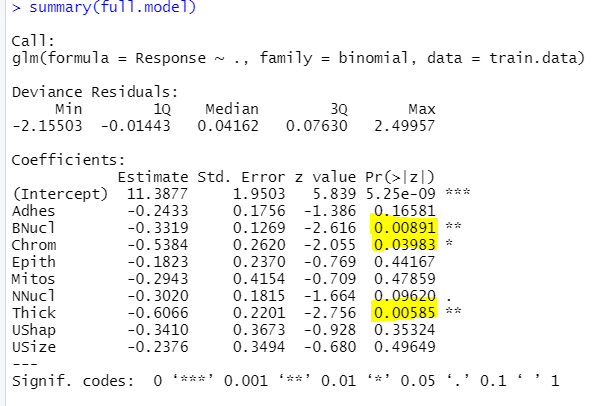 > summary(full.model)
Call:
glm(formula = Response ~ ., family = binomial, data = train.data)
Deviance Residuals:
     Min       1Q   Median       3Q      Max
-2.15503 -0.01443  0.04162  0.07630  2.49957
Coefficients:
            Estimate Std. Error z value Pr(>|z|)
(Intercept)  11.3877     1.9503   5.839 5.25e-09 ***
Adhes        -0.2433     0.1756  -1.386  0.16581
BNucl        -0.3319     0.1269  -2.616  0.00891 **
Chrom        -0.5384     0.2620  -2.055  0.03983 *
Epith        -0.1823     0.2370  -0.769  0.44167
Mitos        -0.2943     0.4154  -0.709  0.47859
NNucl        -0.3020     0.1815  -1.664  0.09620 .
Thick        -0.6066     0.2201  -2.756  0.00585 **
UShap        -0.3410     0.3673  -0.928  0.35324
USize        -0.2376     0.3494  -0.680  0.49649
---
Signif. codes:  0 ‘***’ 0.001 ‘**’ 0.01 ‘*’ 0.05 ‘.’ 0.1 ‘ ’ 1